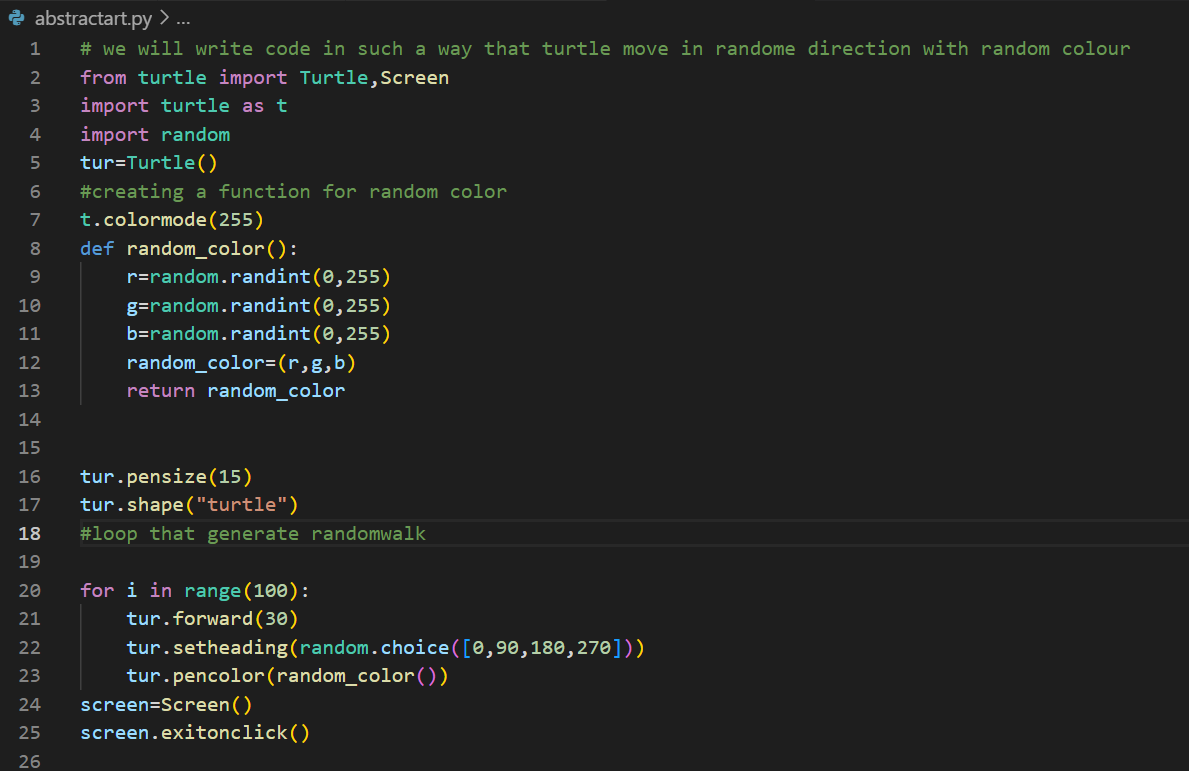 abstractart.py > ...
1 # we will write code in such a way that turtle move in randome direction with random colour
2 from turtle import Turtle,Screen
3 import turtle as t
4 import random
5 tur=Turtle()
6 #creating a function for random color
7 t.colormode(255)
8 def random_color():
9     r=random.randint(0,255)
10     g=random.randint(0,255)
11     b=random.randint(0,255)
12     random_color=(r,g,b)
13     return random_color
14
15
16 tur.pensize(15)
17 tur.shape("turtle")
18 #loop that generate randomwalk
19
20 for i in range(100):
21     tur.forward(30)
22     tur.setheading(random.choice([0,90,180,270]))
23     tur.pencolor(random_color())
24 screen=Screen()
25 screen.exitonclick()
26